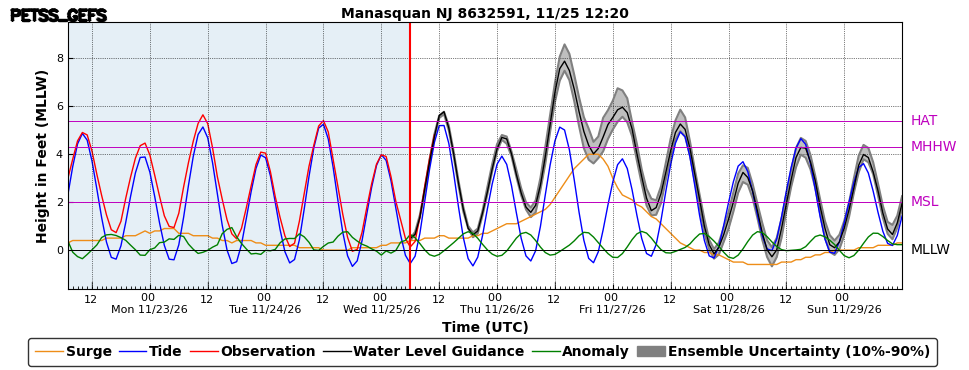 PETSS_GEFS
Manasquan NJ 8632591, 11/25 12:20
Height in Feet (MLLW)
8
6
4
2
0
HAT
MHHW
MSL
MLLW
12 00 12 00 12 00 12 00 12 00 12 00 12 00
Mon 11/23/26 Tue 11/24/26 Wed 11/25/26 Thu 11/26/26 Fri 11/27/26 Sat 11/28/26 Sun 11/29/26
Time (UTC)
Surge Tide Observation Water Level Guidance Anomaly Ensemble Uncertainty (10%-90%)